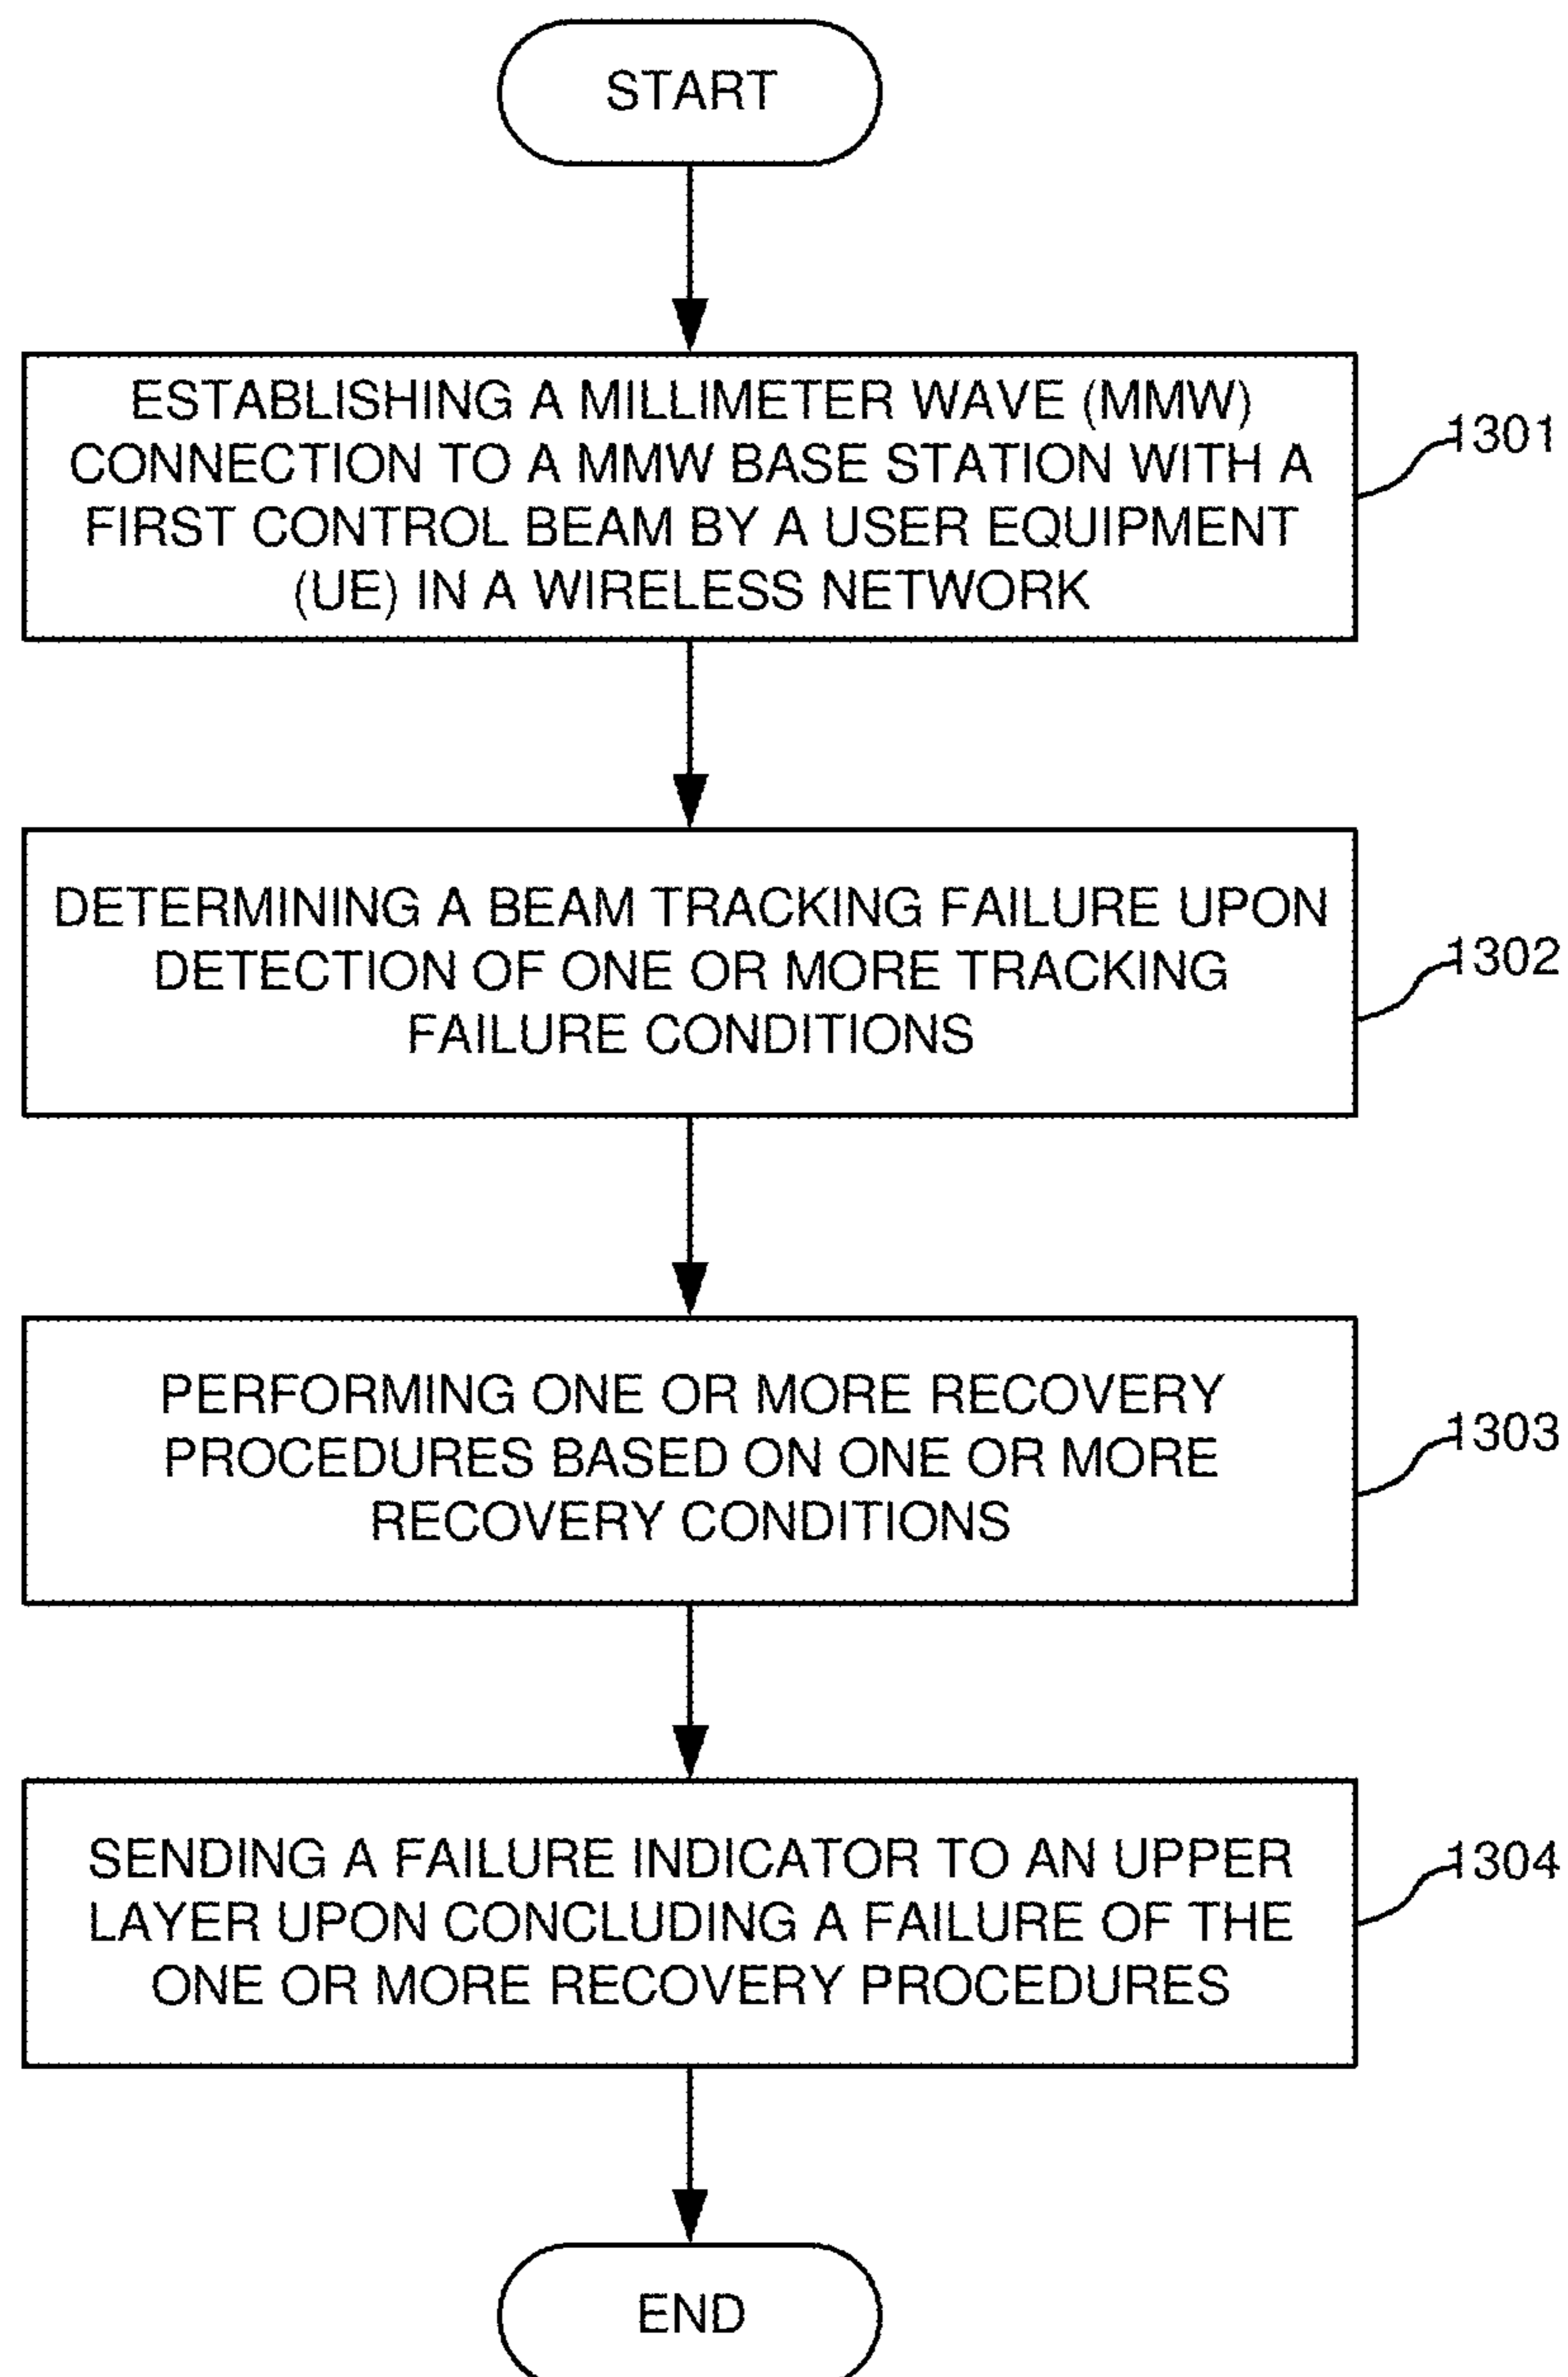 START
ESTABLISHING A MILLIMETER WAVE (MMW)
CONNECTION TO A MMW BASE STATION WITH A
FIRST CONTROL BEAM BY A USER EQUIPMENT
(UE) IN A WIRELESS NETWORK
1301
DETERMINING A BEAM TRACKING FAILURE UPON
DETECTION OF ONE OR MORE TRACKING
FAILURE CONDITIONS
1302
PERFORMING ONE OR MORE RECOVERY
PROCEDURES BASED ON ONE OR MORE
RECOVERY CONDITIONS
1303
SENDING A FAILURE INDICATOR TO AN UPPER
LAYER UPON CONCLUDING A FAILURE OF THE
ONE OR MORE RECOVERY PROCEDURES
1304
END